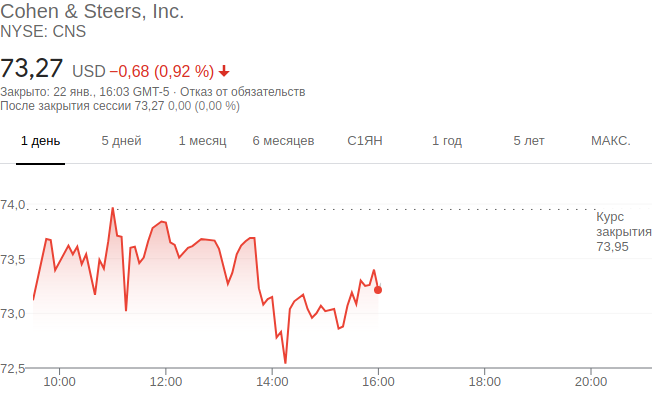 Cohen & Steers, Inc.
NYSE: CNS
73,27 USD −0,68 (0,92 %)
Закрыто: 22 янв., 16:03 GMT-5 · Отказ от обязательств
После закрытия сессии 73,27 0,00 (0,00 %)
1 день 5 дней 1 месяц 6 месяцев С1ЯН 1 год 5 лет МАКС.
74,0
Курс
закрытия
73,95
73,5
73,0
72,5
10:00 12:00 14:00 16:00 18:00 20:00